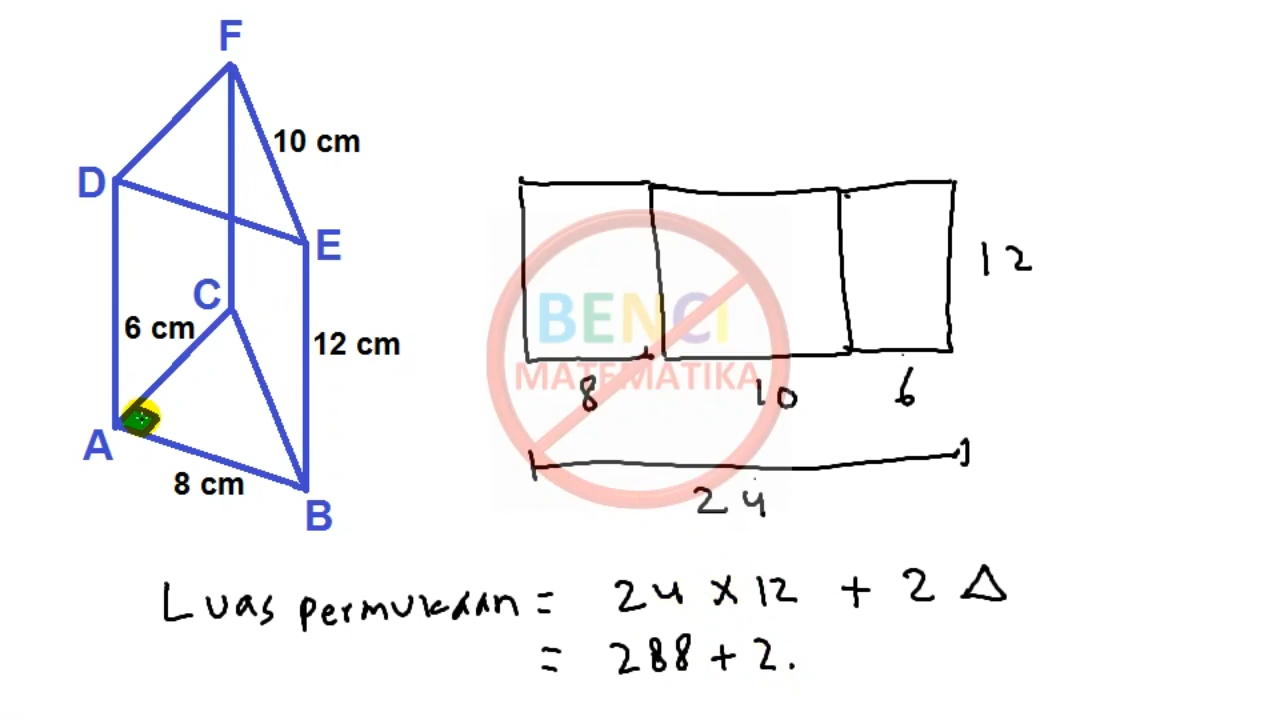 F
10 cm
D
E
C
6 cm
12 cm
A
8 cm
B
12
BENCI
MATEMATIKA
8
10
6
24
Luas permukaan = 24 × 12 + 2 △
= 288 + 2.